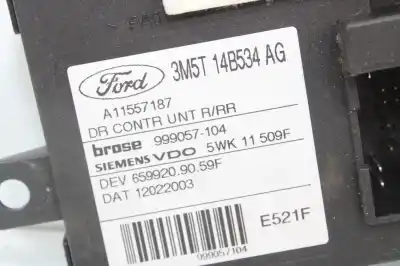 PAT
Ford 3M5T 14B534 AG
A11557187
DR CONTR UNT R/RR
brose 999057-104
SIEMENS VDO 5WK 11 509F
DEV 659920.90.59F
DAT 12022003
E521F
999057104